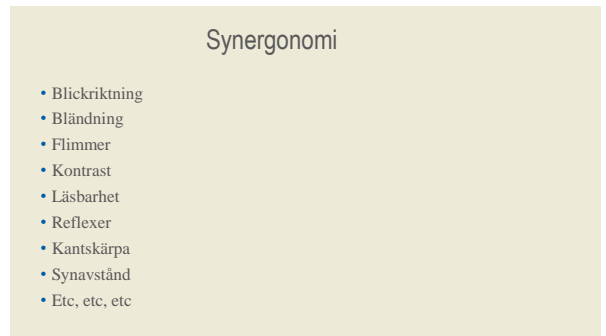 Synergonomi
• Blickriktning
• Bländning
• Flimmer
• Kontrast
• Läsbarhet
• Reflexer
• Kantskärpa
• Synavstånd
• Etc, etc, etc